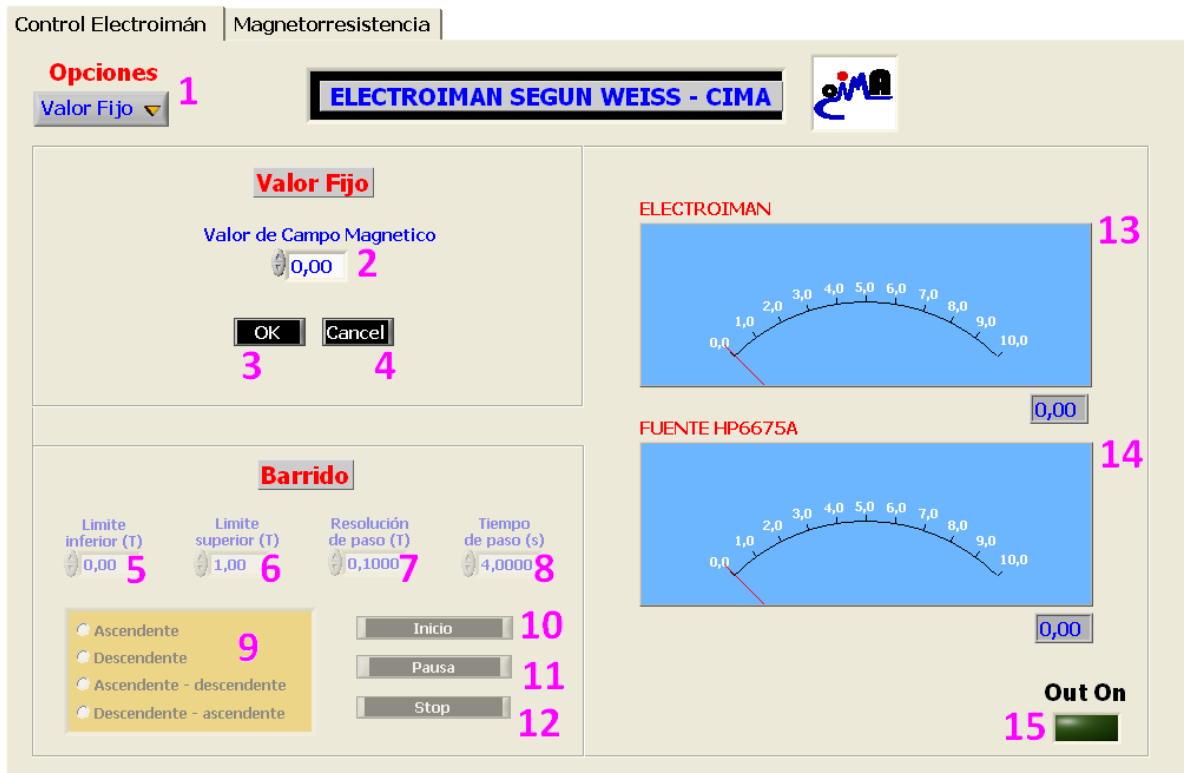 Control Electroimán
Magnetorresistencia
Opciones
1
Valor Fijo
ELECTROIMAN SEGUN WEISS - CIMA
CIMA
Valor Fijo
Valor de Campo Magnetico
0,00 2
OK Cancel
3 4
ELECTROIMAN
13
0,0 1,0 2,0 3,0 4,0 5,0 6,0 7,0 8,0 9,0 10,0
0,00
FUENTE HP6675A
14
0,0 1,0 2,0 3,0 4,0 5,0 6,0 7,0 8,0 9,0 10,0
0,00
Barrido
Limite
inferior (T)
0,00 5
Limite
superior (T)
1,00 6
Resolución
de paso (T)
0,1000 7
Tiempo
de paso (s)
4,0000 8
Ascendente
Descendente
Ascendente - descendente
Descendente - ascendente
9
Inicio 10
Pausa 11
Stop 12
Out On
15